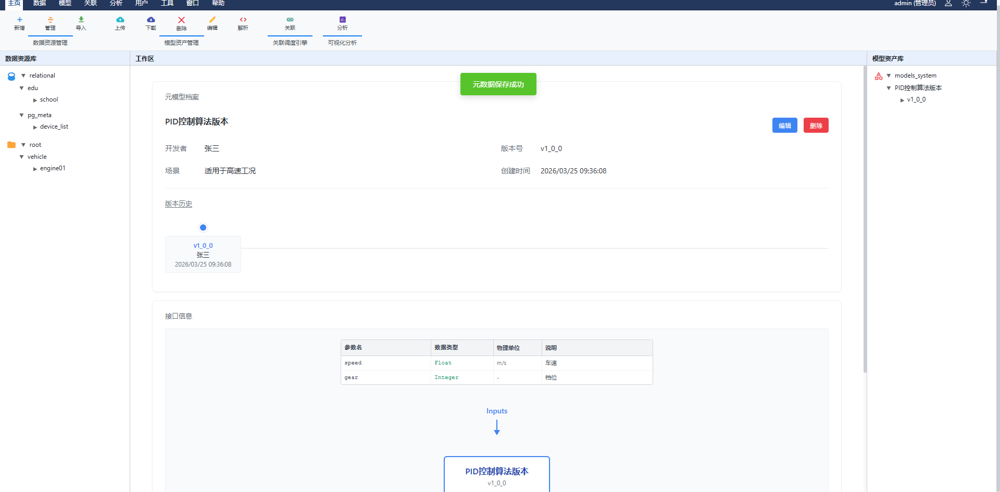 主页 数据 模型 关联 分析 用户 工具 窗口 帮助 admin (管理员)
新增 管理 导入 上传 下载 删除 编辑 解析 关联 分析
数据资源管理 模型资产管理 关联调度引擎 可视化分析
数据资源库
relational
edu
school
pg_meta
device_list
root
vehicle
engine01
工作区
元数据保存成功
元模型档案
PID控制算法版本
编辑 删除
开发者 张三 版本号 v1_0_0
场景 适用于高速工况 创建时间 2026/03/25 09:36:08
版本历史
v1_0_0
张三
2026/03/25 09:36:08
接口信息
参数名 数据类型 物理单位 说明
speed Float m/s 车速
gear Integer - 档位
Inputs
PID控制算法版本
v1_0_0
模型资产库
models_system
PID控制算法版本
v1_0_0